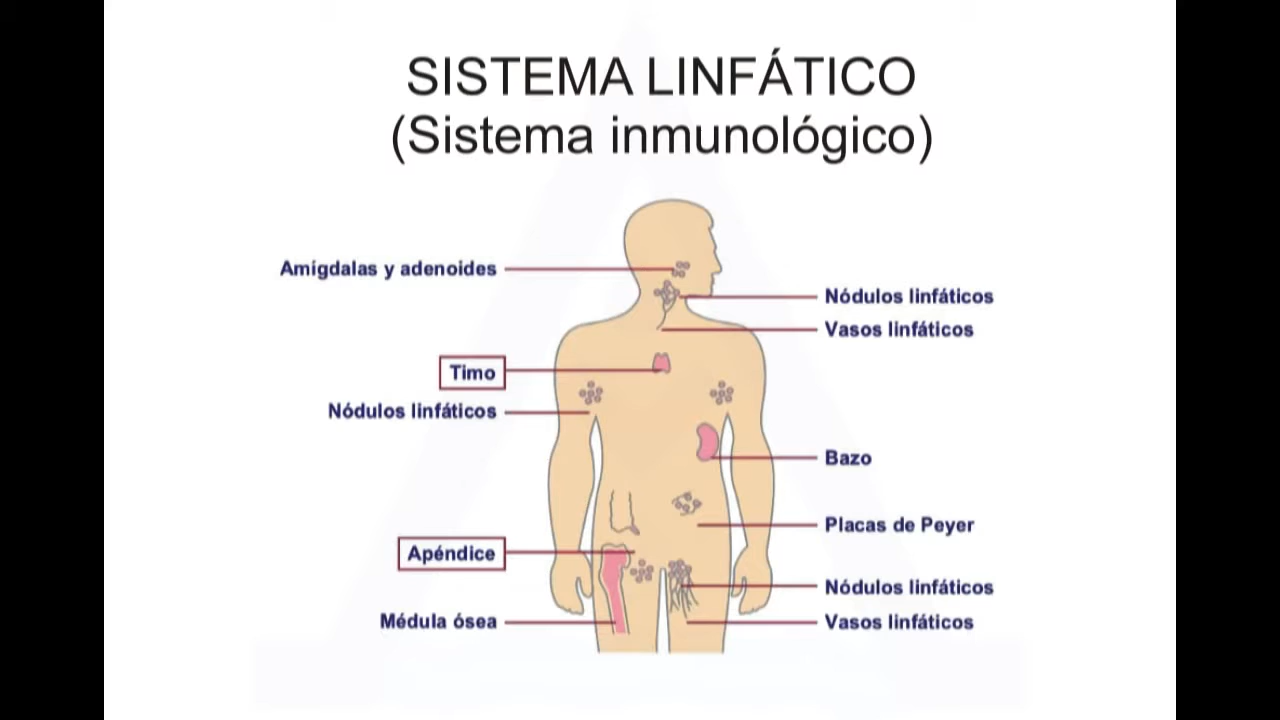 SISTEMA LINFÁTICO
(Sistema inmunológico)
Amígdalas y adenoides
Nódulos linfáticos
Vasos linfáticos
Timo
Nódulos linfáticos
Bazo
Placas de Peyer
Apéndice
Nódulos linfáticos
Médula ósea
Vasos linfáticos